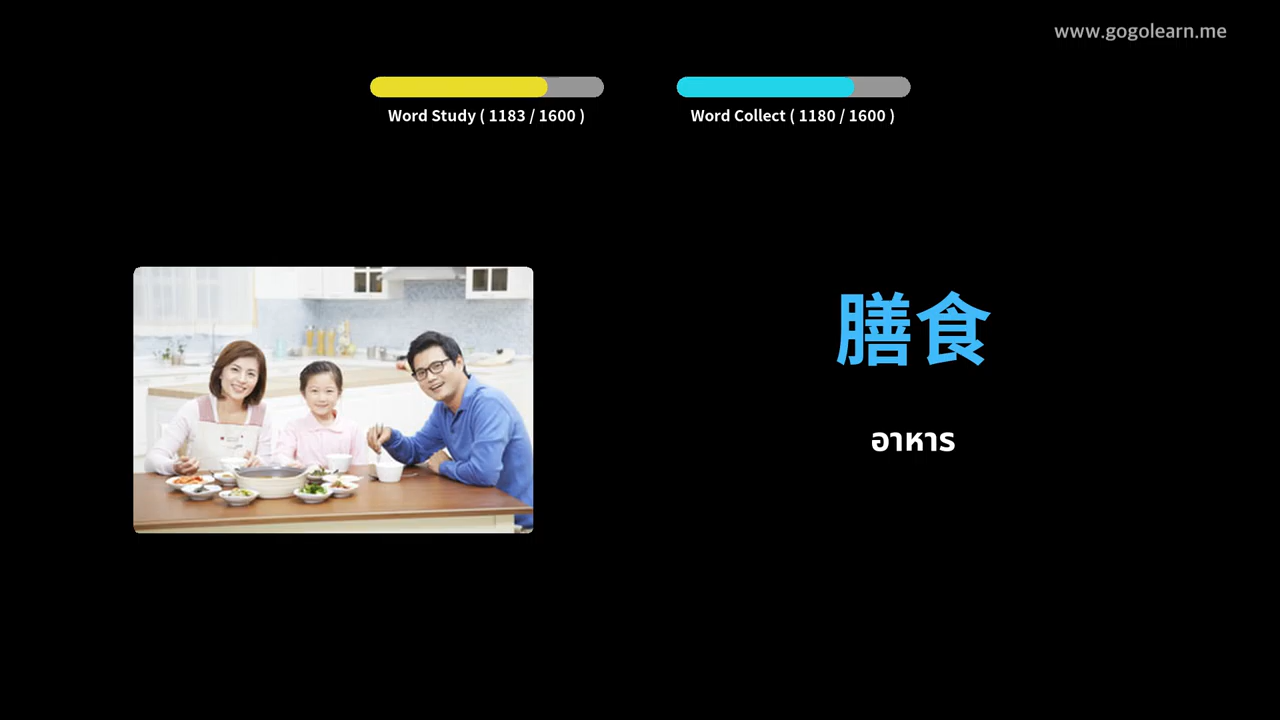 www.gogolearn.me
Word Study ( 1183 / 1600 )
Word Collect ( 1180 / 1600 )
膳食
อาหาร